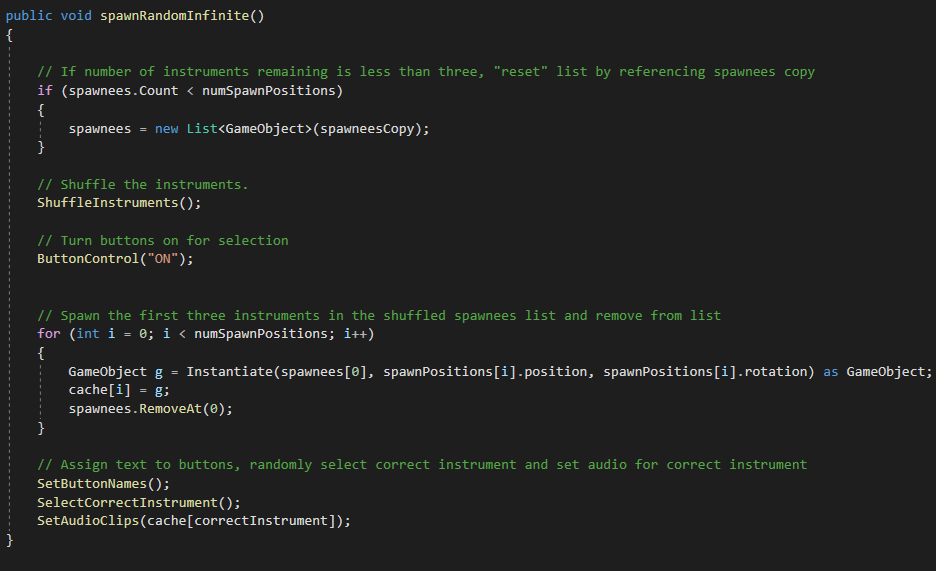 public void spawnRandomInfinite()
{
// If number of instruments remaining is less than three, "reset" list by referencing spawnees copy
if (spawnees.Count < numSpawnPositions)
{
spawnees = new List<GameObject>(spawneesCopy);
}
// Shuffle the instruments.
ShuffleInstruments();
// Turn buttons on for selection
ButtonControl("ON");
// Spawn the first three instruments in the shuffled spawnees list and remove from list
for (int i = 0; i < numSpawnPositions; i++)
{
GameObject g = Instantiate(spawnees[0], spawnPositions[i].position, spawnPositions[i].rotation) as GameObject;
cache[i] = g;
spawnees.RemoveAt(0);
}
// Assign text to buttons, randomly select correct instrument and set audio for correct instrument
SetButtonNames();
SelectCorrectInstrument();
SetAudioClips(cache[correctInstrument]);
}